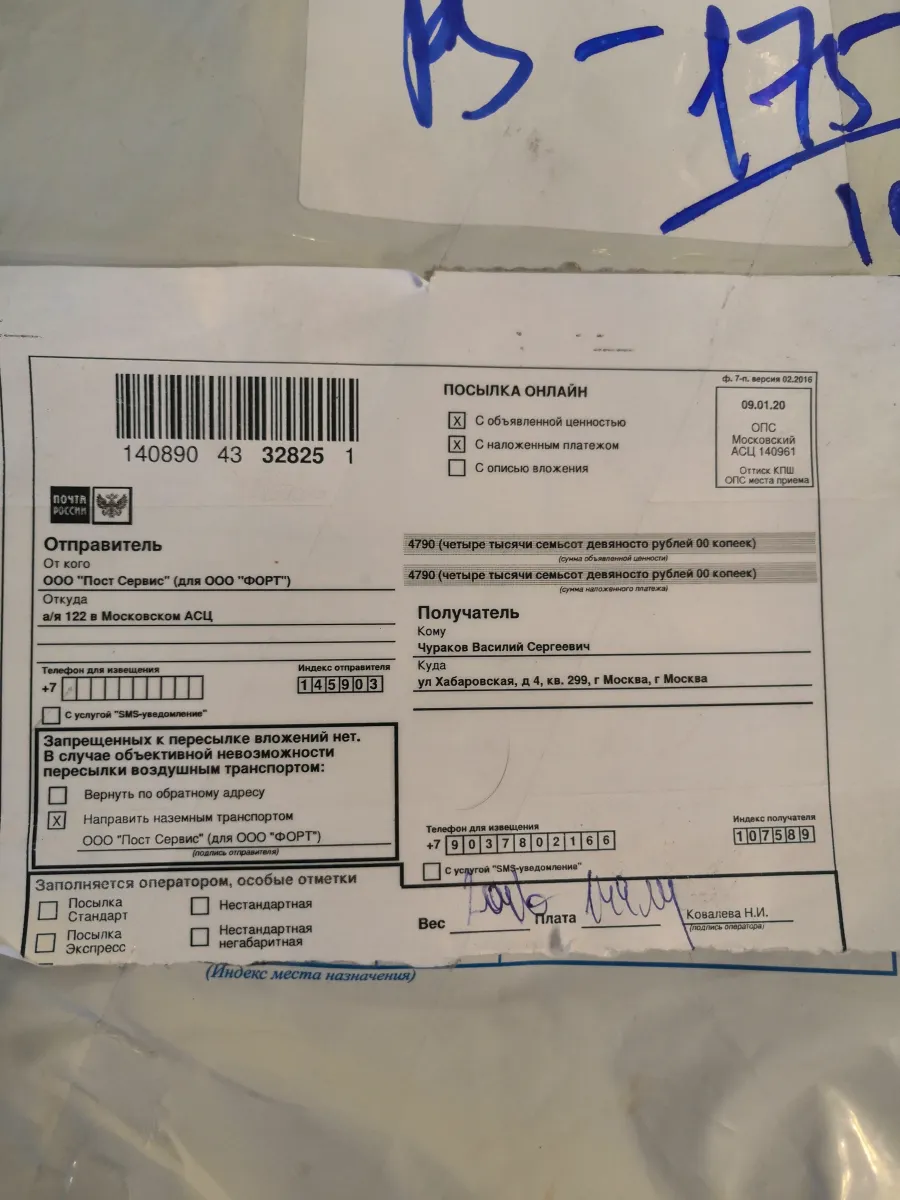 175
ф. 7-п. версия 02.2016
ПОСЫЛКА ОНЛАЙН
09.01.20
X С объявленной ценностью
ОПС
X С наложенным платежом
Московский
АСЦ 140961
С описью вложения
Оттиск КПШ
ОПС места приема
140890 43 32825 1
ПОЧТА
РОССИИ
Отправитель
От кого
ООО "Пост Сервис" (для ООО "ФОРТ")
Откуда
а/я 122 в Московском АСЦ
Телефон для извещения
Индекс отправителя
+7
145903
С услугой "SMS-уведомление"
4790 (четыре тысячи семьсот девяносто рублей 00 копеек)
(сумма объявленной ценности)
4790 (четыре тысячи семьсот девяносто рублей 00 копеек)
(сумма наложенного платежа)
Получатель
Кому
Чураков Василий Сергеевич
Куда
ул Хабаровская, д 4, кв. 299, г Москва, г Москва
Запрещенных к пересылке вложений нет.
В случае объективной невозможности
пересылки воздушным транспортом:
Вернуть по обратному адресу
X Направить наземным транспортом
ООО "Пост Сервис" (для ООО "ФОРТ")
(подпись отправителя)
Телефон для извещения
Индекс получателя
+7 9037802166
107589
С услугой "SMS-уведомление"
Заполняется оператором, особые отметки
Посылка
Стандарт
Нестандартная
Посылка
Экспресс
Нестандартная
негабаритная
Вес Плата Ковалева Н.И.
(подпись оператора)
(Индекс места назначения)